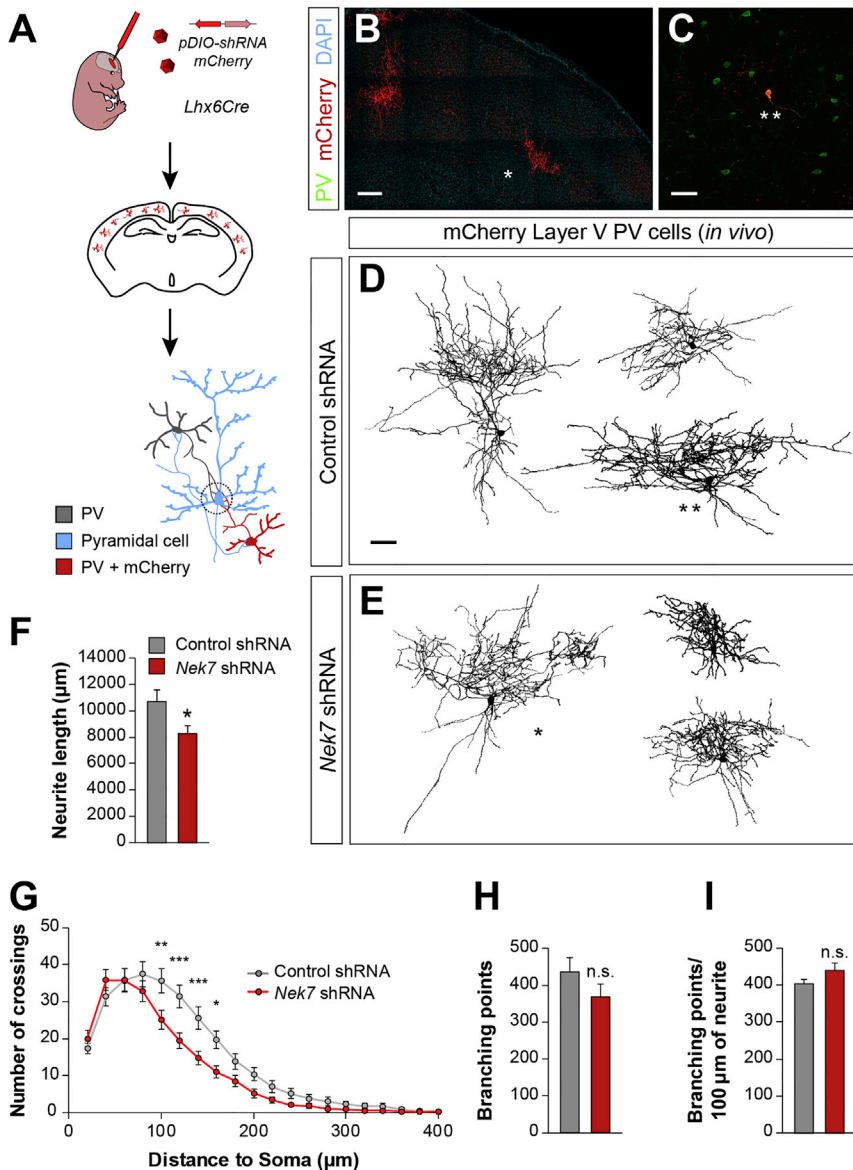 A
pDIO-shRNA
mCherry
Lhx6Cre
PV
Pyramidal cell
PV + mCherry
PV mCherry DAPI
B
*
C
**
mCherry Layer V PV cells (in vivo)
Control shRNA
D
**
Nek7 shRNA
E
*
F
Control shRNA
Nek7 shRNA
Neurite length (µm)
14000
12000
10000
8000
6000
4000
2000
0
*
G
Number of crossings
50
40
30
20
10
0
**
***
***
*
Control shRNA
Nek7 shRNA
0
100
200
300
400
Distance to Soma (µm)
H
Branching points
500
400
300
200
100
0
n.s.
I
Branching points/
100 µm of neurite
500
400
300
200
100
0
n.s.